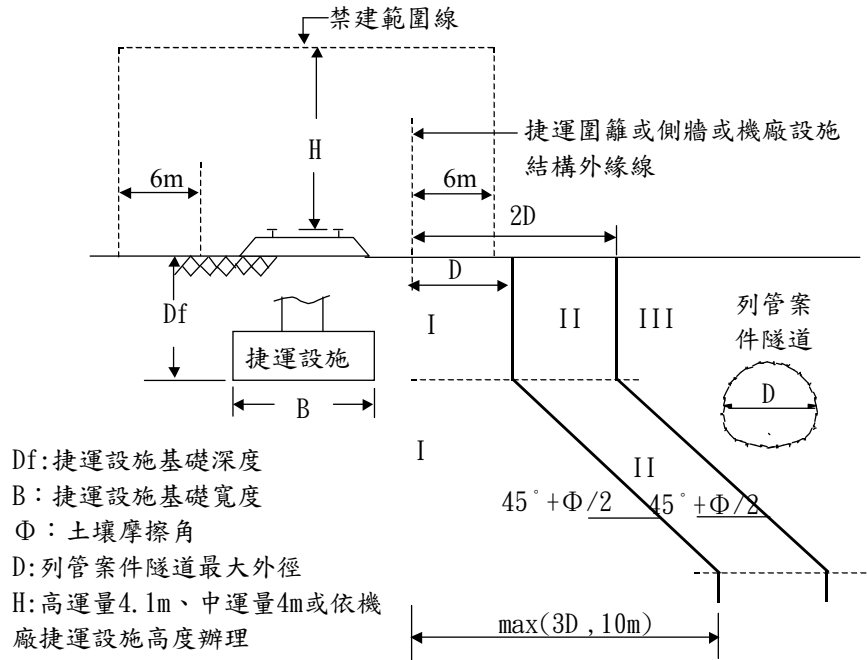 禁建範圍線
捷運圍籬或側牆或機廠設施
結構外緣線
H
6m
6m
2D
D
Df
I
II
III
列管案
件隧道
捷運設施
D
B
I
II
45°+Φ/2
45°+Φ/2
Df:捷運設施基礎深度
B：捷運設施基礎寬度
Φ：土壤摩擦角
D:列管案件隧道最大外徑
H:高運量4.1m、中運量4m或依機
廠捷運設施高度辦理
max(3D,10m)